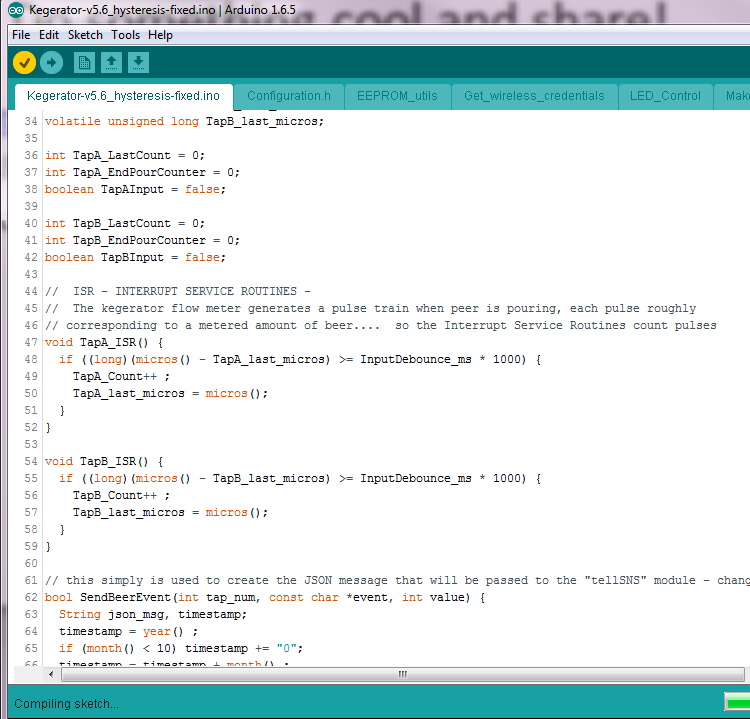 something cool and share!
Kegerator-v5.6_hysteresis-fixed.ino | Arduino 1.6.5
File Edit Sketch Tools Help
Kegerator-v5.6_hysteresis-fixed.ino Configuration.h EEPROM_utils Get_wireless_credentials LED_Control Mak
34 volatile unsigned long TapB_last_micros;
35
36 int TapA_LastCount = 0;
37 int TapA_EndPourCounter = 0;
38 boolean TapAInput = false;
39
40 int TapB_LastCount = 0;
41 int TapB_EndPourCounter = 0;
42 boolean TapBInput = false;
43
44 //  ISR - INTERRUPT SERVICE ROUTINES -
45 //  The kegerator flow meter generates a pulse train when peer is pouring, each pulse roughly
46 // corresponding to a metered amount of beer....  so the Interrupt Service Routines count pulses
47 void TapA_ISR() {
48   if ((long)(micros() - TapA_last_micros) >= InputDebounce_ms * 1000) {
49     TapA_Count++ ;
50     TapA_last_micros = micros();
51   }
52 }
53
54 void TapB_ISR() {
55   if ((long)(micros() - TapB_last_micros) >= InputDebounce_ms * 1000) {
56     TapB_Count++ ;
57     TapB_last_micros = micros();
58   }
59 }
60
61 // this simply is used to create the JSON message that will be passed to the "tellSNS" module - chang
62 bool SendBeerEvent(int tap_num, const char *event, int value) {
63   String json_msg, timestamp;
64   timestamp = year() ;
65   if (month() < 10) timestamp += "0";
66   timestamp = timestamp + month() ;
Compiling sketch...